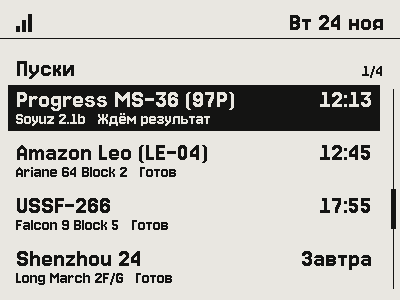 Вт 24 ноя
Пуски
1/4
Progress MS-36 (97P) 12:13
Soyuz 2.1b Ждём результат
Amazon Leo (LE-04) 12:45
Ariane 64 Block 2 Готов
USSF-266 17:55
Falcon 9 Block 5 Готов
Shenzhou 24 Завтра
Long March 2F/G Готов